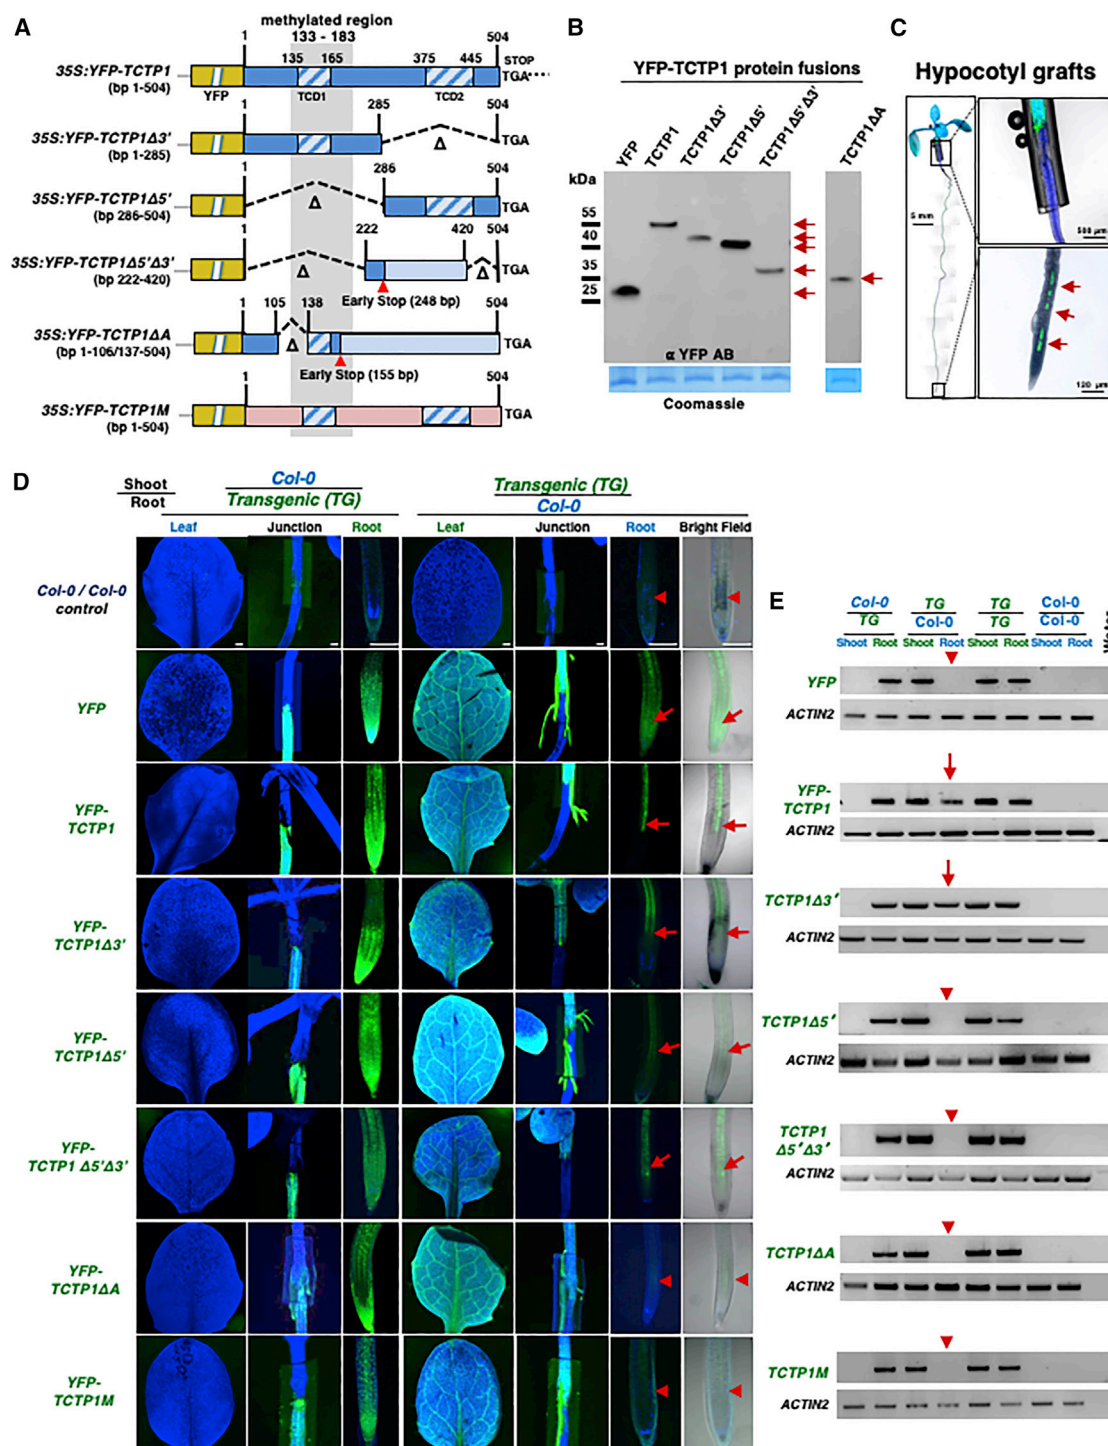 A
methylated region
133 - 183
1
504
135
165
375
445
STOP
35S:YFP-TCTP1
(bp 1-504)
TGA
YFP
TCD1
TCD2
1
285
504
35S:YFP-TCTP1Δ3'
(bp 1-285)
Δ
TGA
1
286
504
35S:YFP-TCTP1Δ5'
(bp 286-504)
Δ
TGA
1
222
420
504
35S:YFP-TCTP1Δ5'Δ3'
(bp 222-420)
Δ
Δ
TGA
Early Stop (248 bp)
1
105
138
504
35S:YFP-TCTP1ΔA
(bp 1-106/137-504)
Δ
TGA
Early Stop (155 bp)
1
504
35S:YFP-TCTP1M
(bp 1-504)
TGA
B
YFP-TCTP1 protein fusions
YFP
TCTP1
TCTP1Δ3'
TCTP1Δ5'
TCTP1Δ5'Δ3'
TCTP1ΔA
kDa
55
40
35
25
α YFP AB
Coomassie
C
Hypocotyl grafts
5 mm
500 µm
120 µm
D
Shoot
Root
Col-0
Transgenic (TG)
Transgenic (TG)
Col-0
Leaf
Junction
Root
Leaf
Junction
Root
Bright Field
Col-0 / Col-0
control
YFP
YFP-
TCTP1
YFP-
TCTP1Δ3'
YFP-
TCTP1Δ5'
YFP-
TCTP1 Δ5'Δ3'
YFP-
TCTP1ΔA
YFP-
TCTP1M
E
Col-0
TG
TG
Col-0
TG
TG
Col-0
Col-0
Shoot Root Shoot Root Shoot Root Shoot Root
YFP
ACTIN2
YFP-
TCTP1
ACTIN2
TCTP1Δ3'
ACTIN2
TCTP1Δ5'
ACTIN2
TCTP1
Δ5'Δ3'
ACTIN2
TCTP1ΔA
ACTIN2
TCTP1M
ACTIN2